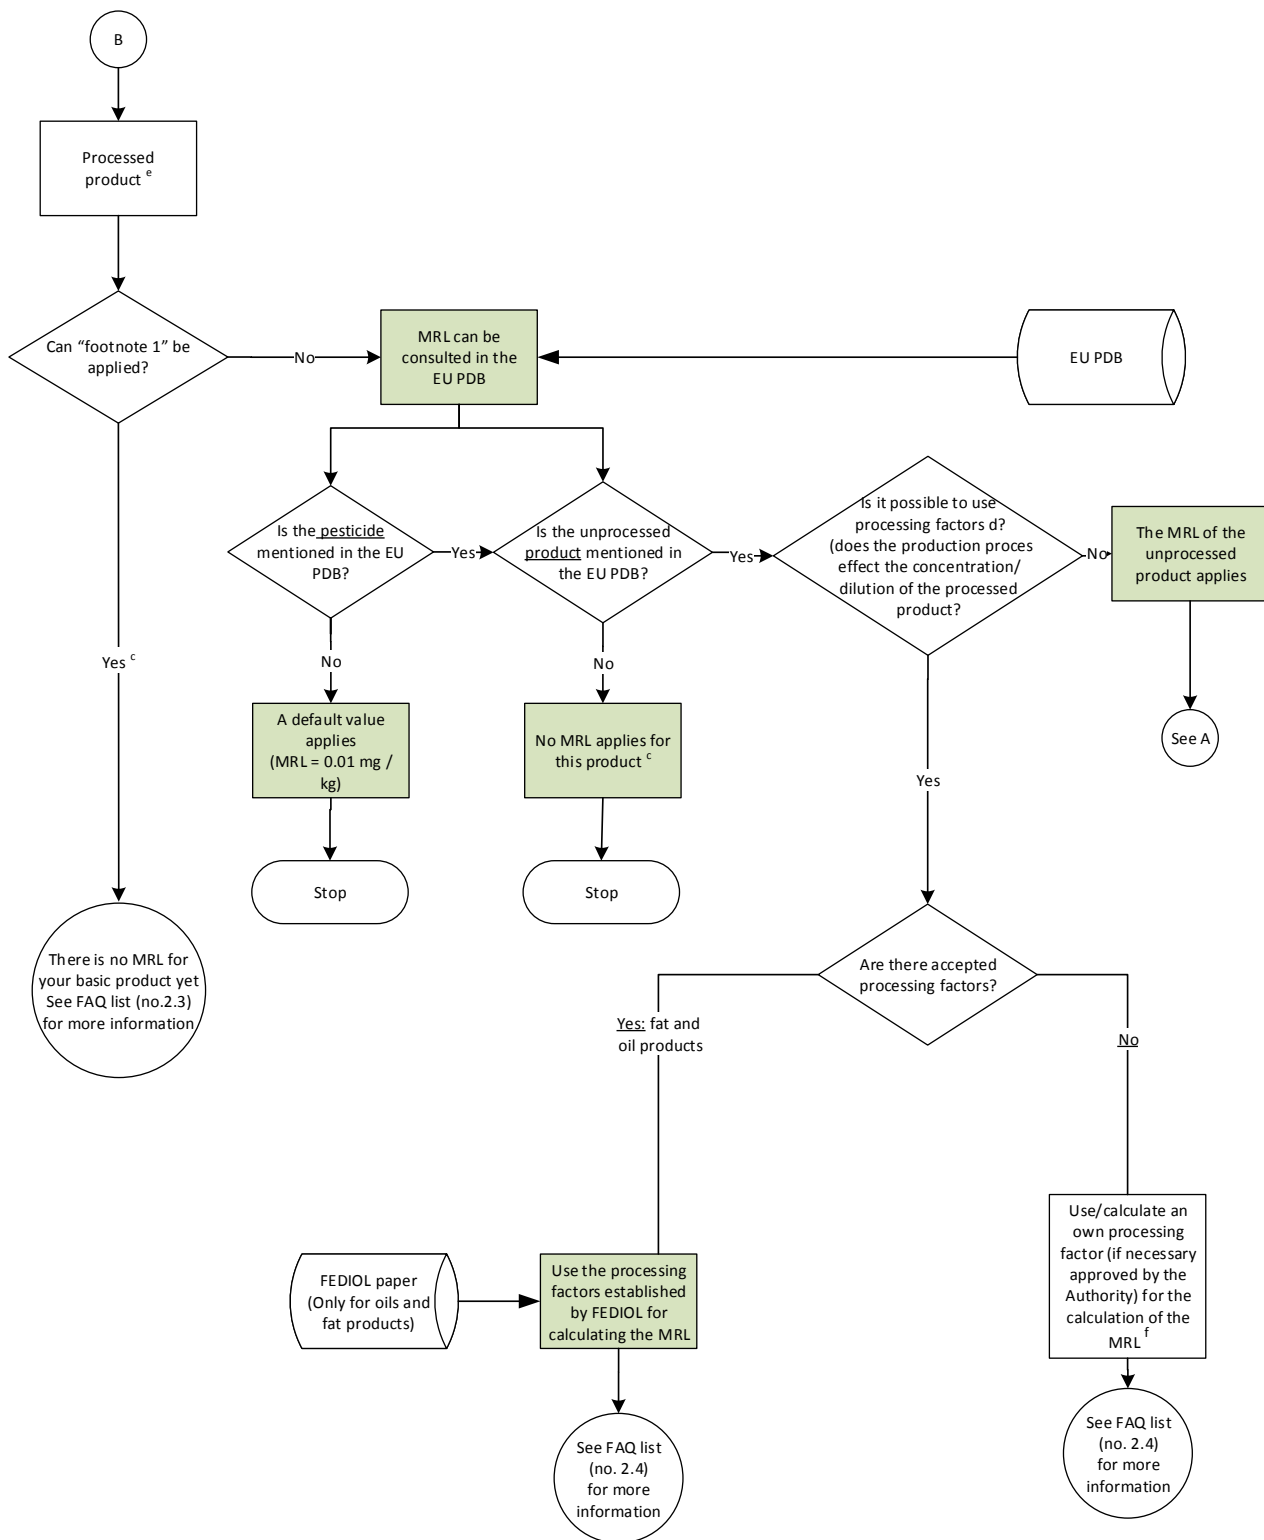 B
Processed
product e
Can “footnote 1” be
applied?
No
MRL can be
consulted in the
EU PDB
EU PDB
Is the pesticide
mentioned in the EU
PDB?
Yes
Is the unprocessed
product mentioned in
the EU PDB?
Yes
Is it possible to use
processing factors d?
(does the production proces
effect the concentration/
dilution of the processed
product?
No
The MRL of the
unprocessed
product applies
Yes c
No
No
A default value
applies
(MRL = 0.01 mg /
kg)
No MRL applies for
this product c
See A
Yes
Stop
Stop
There is no MRL for
your basic product yet
See FAQ list (no.2.3)
for more information
Are there accepted
processing factors?
Yes: fat and
oil products
No
FEDIOL paper
(Only for oils and
fat products)
Use the processing
factors established
by FEDIOL for
calculating the MRL
Use/calculate an
own processing
factor (if necessary
approved by the
Authority) for the
calculation of the
MRL f
See FAQ list
(no. 2.4)
for more
information
See FAQ list
(no. 2.4)
for more
information